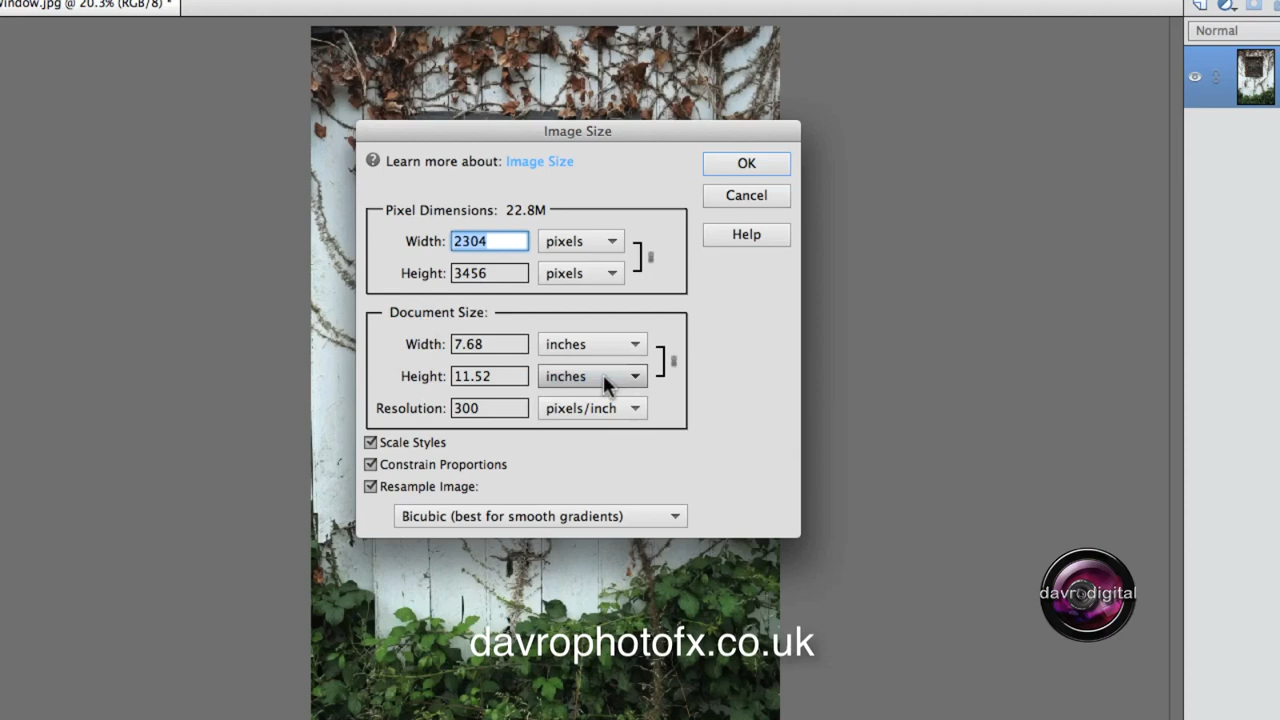 indow.jpg @ 20.3% (RGB/8) *
Normal
Image Size
? Learn more about: Image Size
OK
Cancel
Help
Pixel Dimensions: 22.8M
Width: 2304 pixels
Height: 3456 pixels
Document Size:
Width: 7.68 inches
Height: 11.52 inches
Resolution: 300 pixels/inch
Scale Styles
Constrain Proportions
Resample Image:
Bicubic (best for smooth gradients)
davrodigital
davrophotofx.co.uk